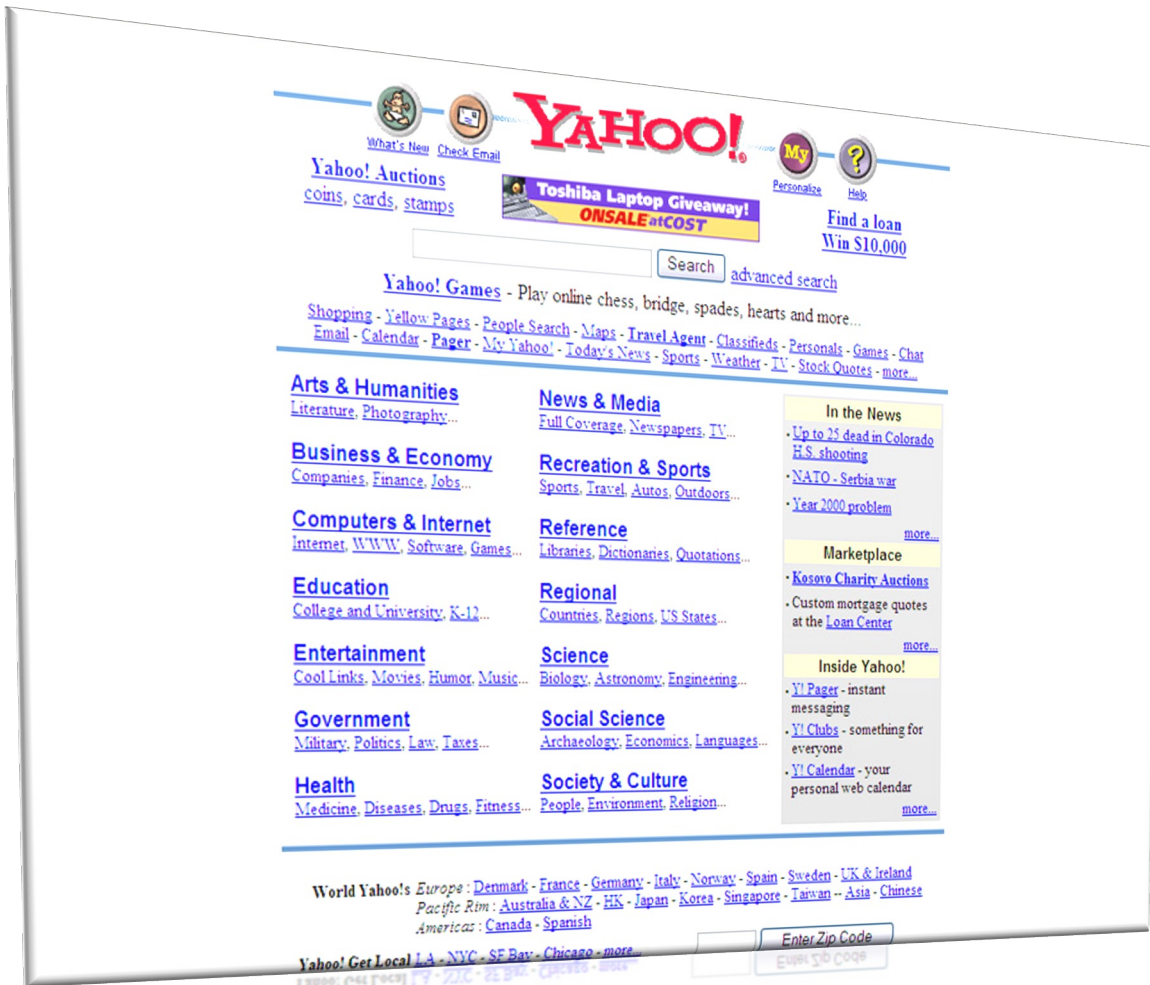 YAHOO!
What's New
Check Email
My
Personalize
?
Help
Yahoo! Auctions
coins, cards, stamps
Toshiba Laptop Giveaway!
ONSALE atCOST
Find a loan
Win $10,000
Search
advanced search
Yahoo! Games - Play online chess, bridge, spades, hearts and more...
Shopping - Yellow Pages - People Search - Maps - Travel Agent - Classifieds - Personals - Games - Chat
Email - Calendar - Pager - My Yahoo! - Today's News - Sports - Weather - TV - Stock Quotes - more...
Arts & Humanities
Literature, Photography...
Business & Economy
Companies, Finance, Jobs...
Computers & Internet
Internet, WWW, Software, Games...
Education
College and University, K-12...
Entertainment
Cool Links, Movies, Humor, Music...
Government
Military, Politics, Law, Taxes...
Health
Medicine, Diseases, Drugs, Fitness...
News & Media
Full Coverage, Newspapers, TV...
Recreation & Sports
Sports, Travel, Autos, Outdoors...
Reference
Libraries, Dictionaries, Quotations...
Regional
Countries, Regions, US States...
Science
Biology, Astronomy, Engineering...
Social Science
Archaeology, Economics, Languages...
Society & Culture
People, Environment, Religion...
In the News
· Up to 25 dead in Colorado
H.S. shooting
· NATO - Serbia war
· Year 2000 problem
more...
Marketplace
· Kosovo Charity Auctions
· Custom mortgage quotes
at the Loan Center
more...
Inside Yahoo!
· Y! Pager - instant
messaging
· Y! Clubs - something for
everyone
· Y! Calendar - your
personal web calendar
more...
World Yahoo!s Europe : Denmark - France - Germany - Italy - Norway - Spain - Sweden - UK & Ireland
Pacific Rim : Australia & NZ - HK - Japan - Korea - Singapore - Taiwan -- Asia - Chinese
Americas : Canada - Spanish
Yahoo! Get Local LA - NYC - SF Bay - Chicago - more...
Enter Zip Code